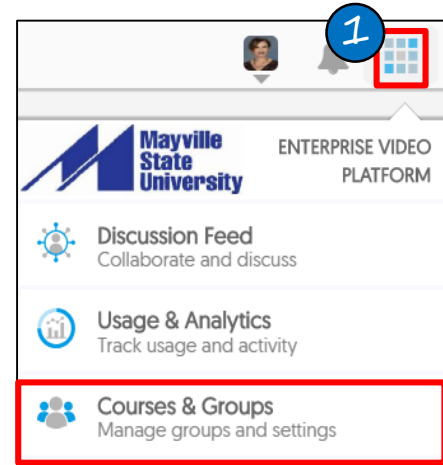 1
Mayville
State
University
ENTERPRISE VIDEO
PLATFORM
Discussion Feed
Collaborate and discuss
Usage & Analytics
Track usage and activity
Courses & Groups
Manage groups and settings